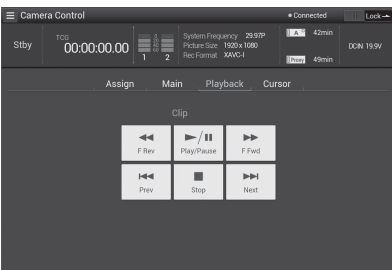 Camera Control
Connected
Lock
Stby
TCG
00:00:00.00
1 2
System Frequency 29.97P
Picture Size 1920 x 1080
Rec Format XAVC-I
A 42min
Proxy 49min
DCIN 19.9V
Assign Main Playback Cursor
Clip
F Rev Play/Pause F Fwd
Prev Stop Next